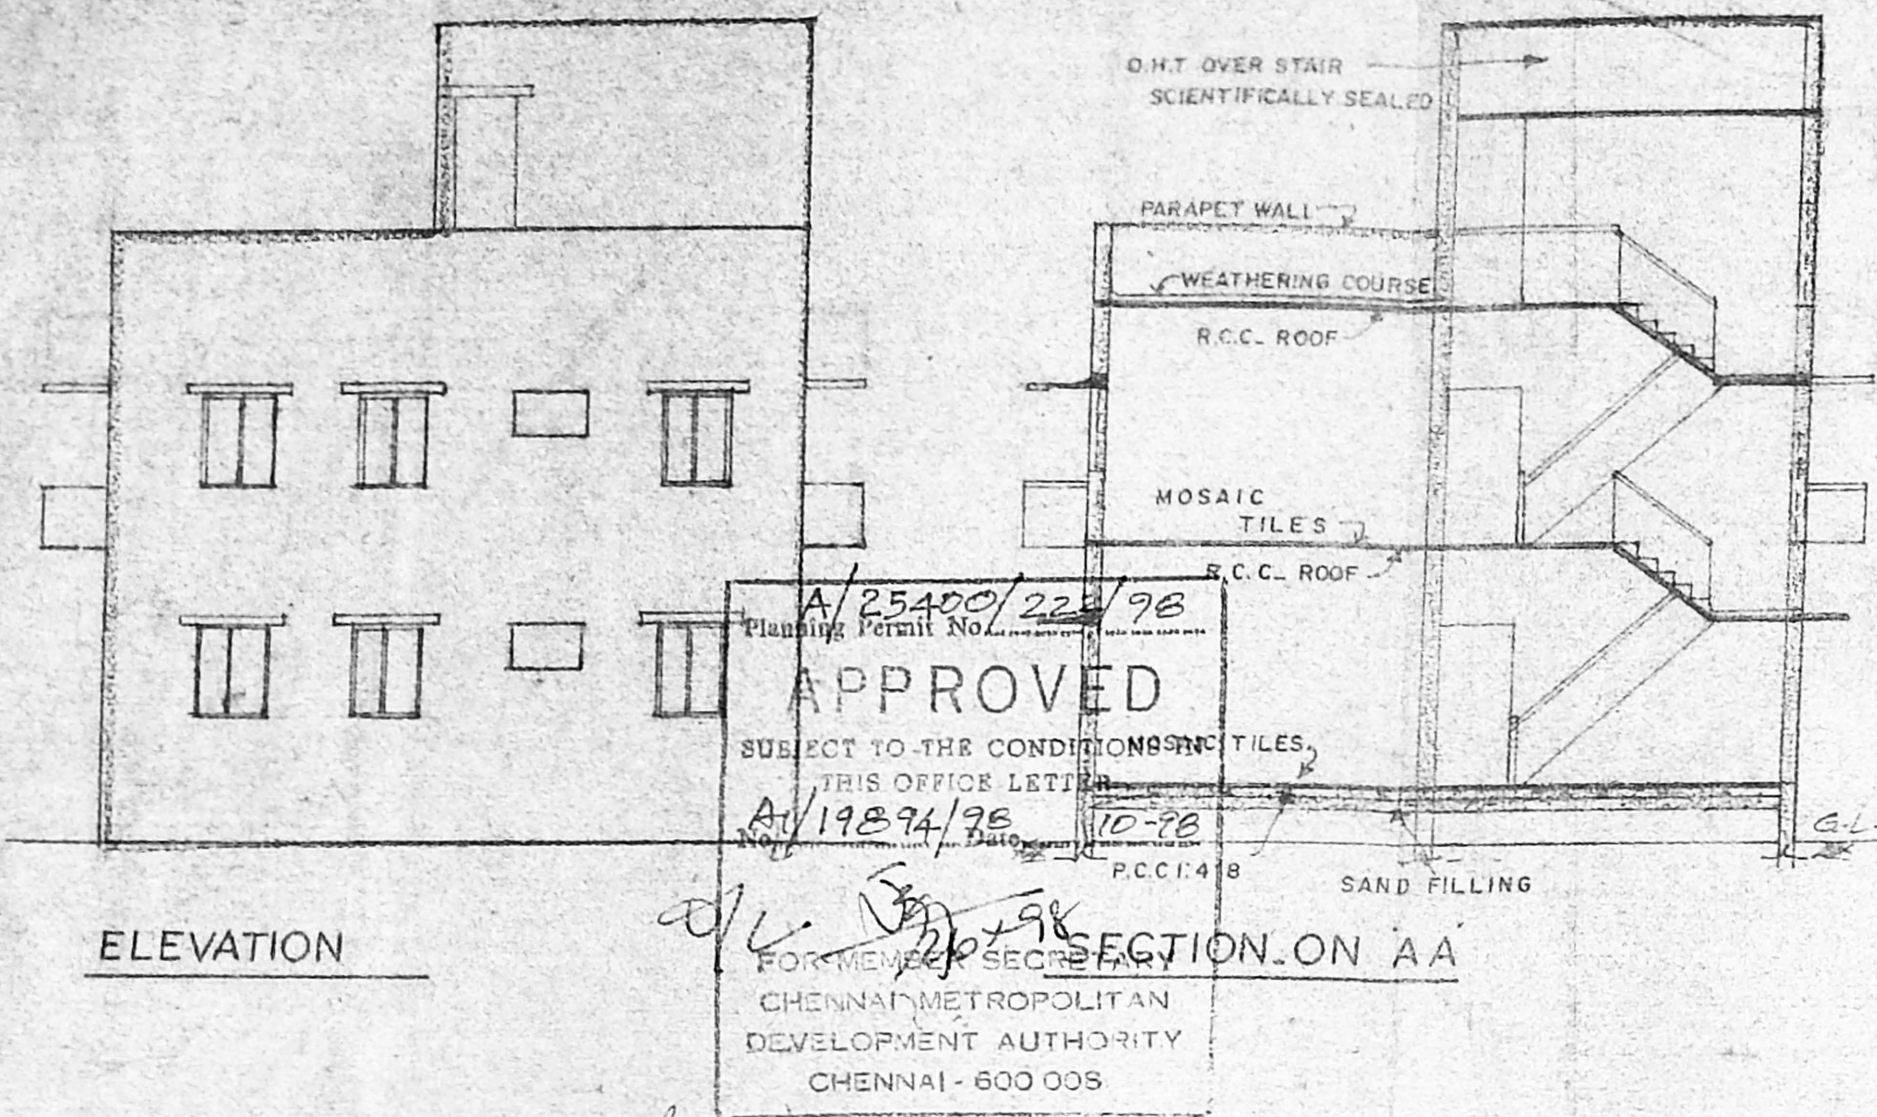 O.H.T OVER STAIR
SCIENTIFICALLY SEALED
PARAPET WALL
WEATHERING COURSE
R.C.C. ROOF
MOSAIC
TILES
R.C.C. ROOF
A/25400/ /98
Planning Permit No.
APPROVED
SUBJECT TO THE CONDITIONS IN
THIS OFFICE LETTER
MOSAIC TILES
A1/19894/98 10-98
No. Date
G.L.
P.C.C 1:4:8
SAND FILLING
ELEVATION
SECTION ON AA
FOR MEMBER SECRETARY
CHENNAI METROPOLITAN
DEVELOPMENT AUTHORITY
CHENNAI - 600 008